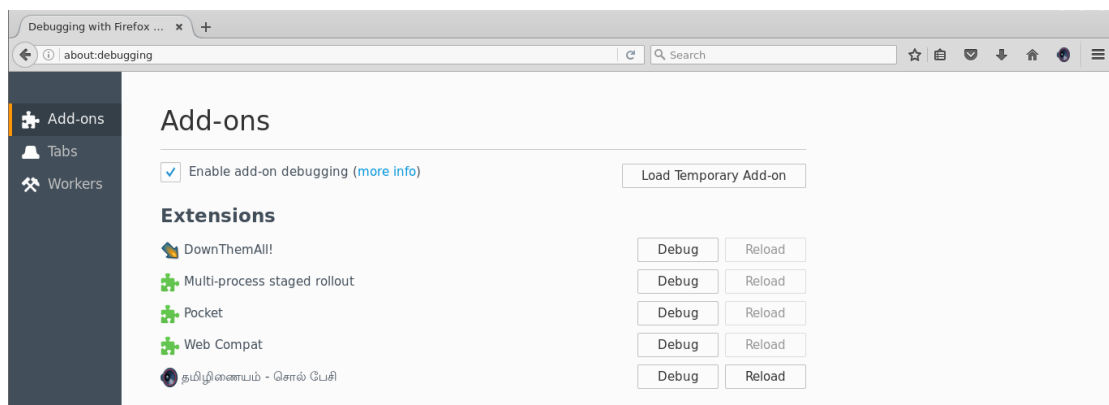 Debugging with Firefox ...
about:debugging
Search
Add-ons
Tabs
Workers
Add-ons
Enable add-on debugging (more info)
Load Temporary Add-on
Extensions
DownThemAll! Debug Reload
Multi-process staged rollout Debug Reload
Pocket Debug Reload
Web Compat Debug Reload
தமிழிணையம் - சொல் பேசி Debug Reload